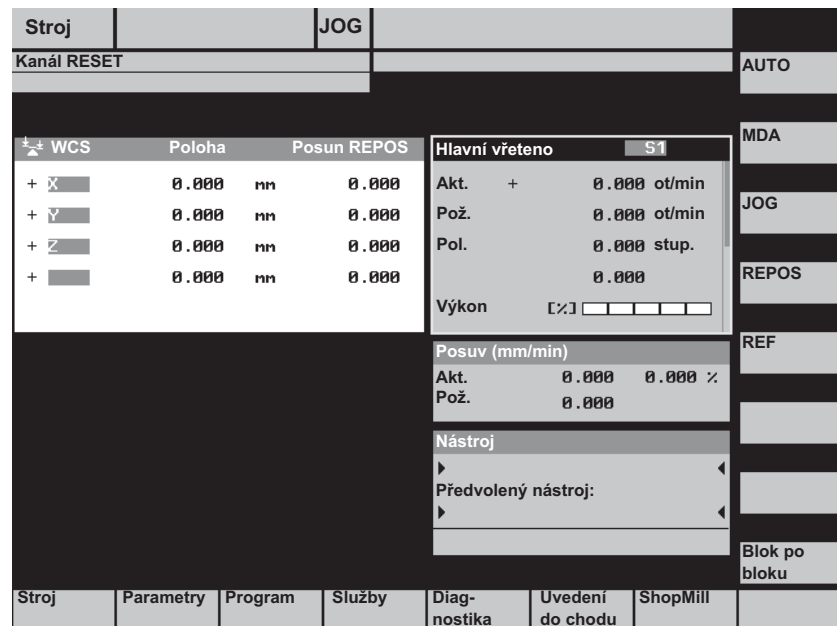 Stroj JOG
Kanál RESET
AUTO
MDA
JOG
REPOS
REF
Blok po
bloku
WCS Poloha Posun REPOS
+ X 0.000 mm 0.000
+ Y 0.000 mm 0.000
+ Z 0.000 mm 0.000
+ 0.000 mm 0.000
Hlavní vřeteno S1
Akt. + 0.000 ot/min
Pož. 0.000 ot/min
Pol. 0.000 stup.
0.000
Výkon [%]
Posuv (mm/min)
Akt. 0.000 0.000 %
Pož. 0.000
Nástroj
Předvolený nástroj:
Stroj Parametry Program Služby Diag-
nostika Uvedení
do chodu ShopMill